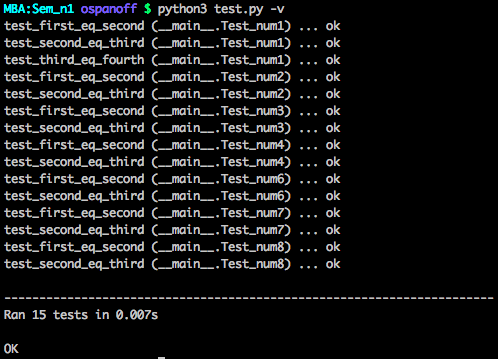 MBA:Sem_n1 ospanoff $ python3 test.py -v
test_first_eq_second (__main__.Test_num1) ... ok
test_second_eq_third (__main__.Test_num1) ... ok
test_third_eq_fourth (__main__.Test_num1) ... ok
test_first_eq_second (__main__.Test_num2) ... ok
test_second_eq_third (__main__.Test_num2) ... ok
test_first_eq_second (__main__.Test_num3) ... ok
test_second_eq_third (__main__.Test_num3) ... ok
test_first_eq_second (__main__.Test_num4) ... ok
test_second_eq_third (__main__.Test_num4) ... ok
test_first_eq_second (__main__.Test_num6) ... ok
test_second_eq_third (__main__.Test_num6) ... ok
test_first_eq_second (__main__.Test_num7) ... ok
test_second_eq_third (__main__.Test_num7) ... ok
test_first_eq_second (__main__.Test_num8) ... ok
test_second_eq_third (__main__.Test_num8) ... ok
----------------------------------------------------------------------
Ran 15 tests in 0.007s
OK